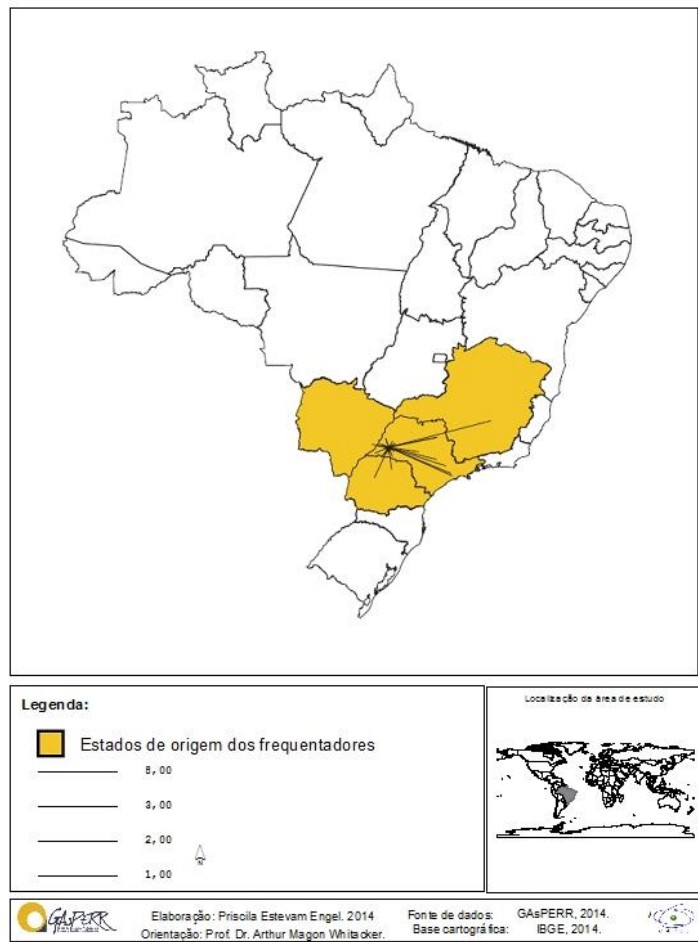 Legenda:
Estados de origem dos frequentadores
8,00
3,00
2,00
1,00
Localização da área de estudo
GAsPERR
Elaboração: Priscila Estevam Engel. 2014
Orientação: Prof. Dr. Arthur Magon Whitacker.
Fonte de dados: GAsPERR, 2014.
Base cartográfica: IBGE, 2014.